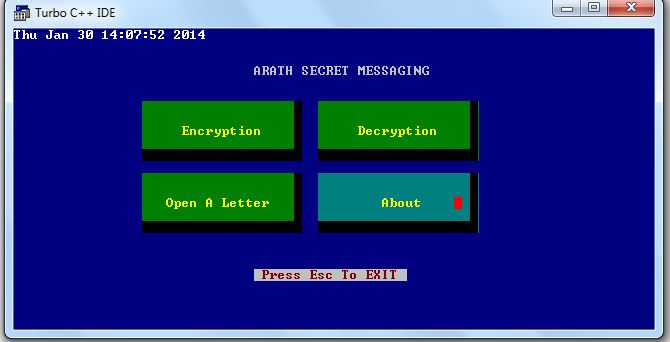 Turbo C++ IDE
Thu Jan 30 14:07:52 2014
ARATH SECRET MESSAGING
Encryption
Decryption
Open A Letter
About
Press Esc To EXIT